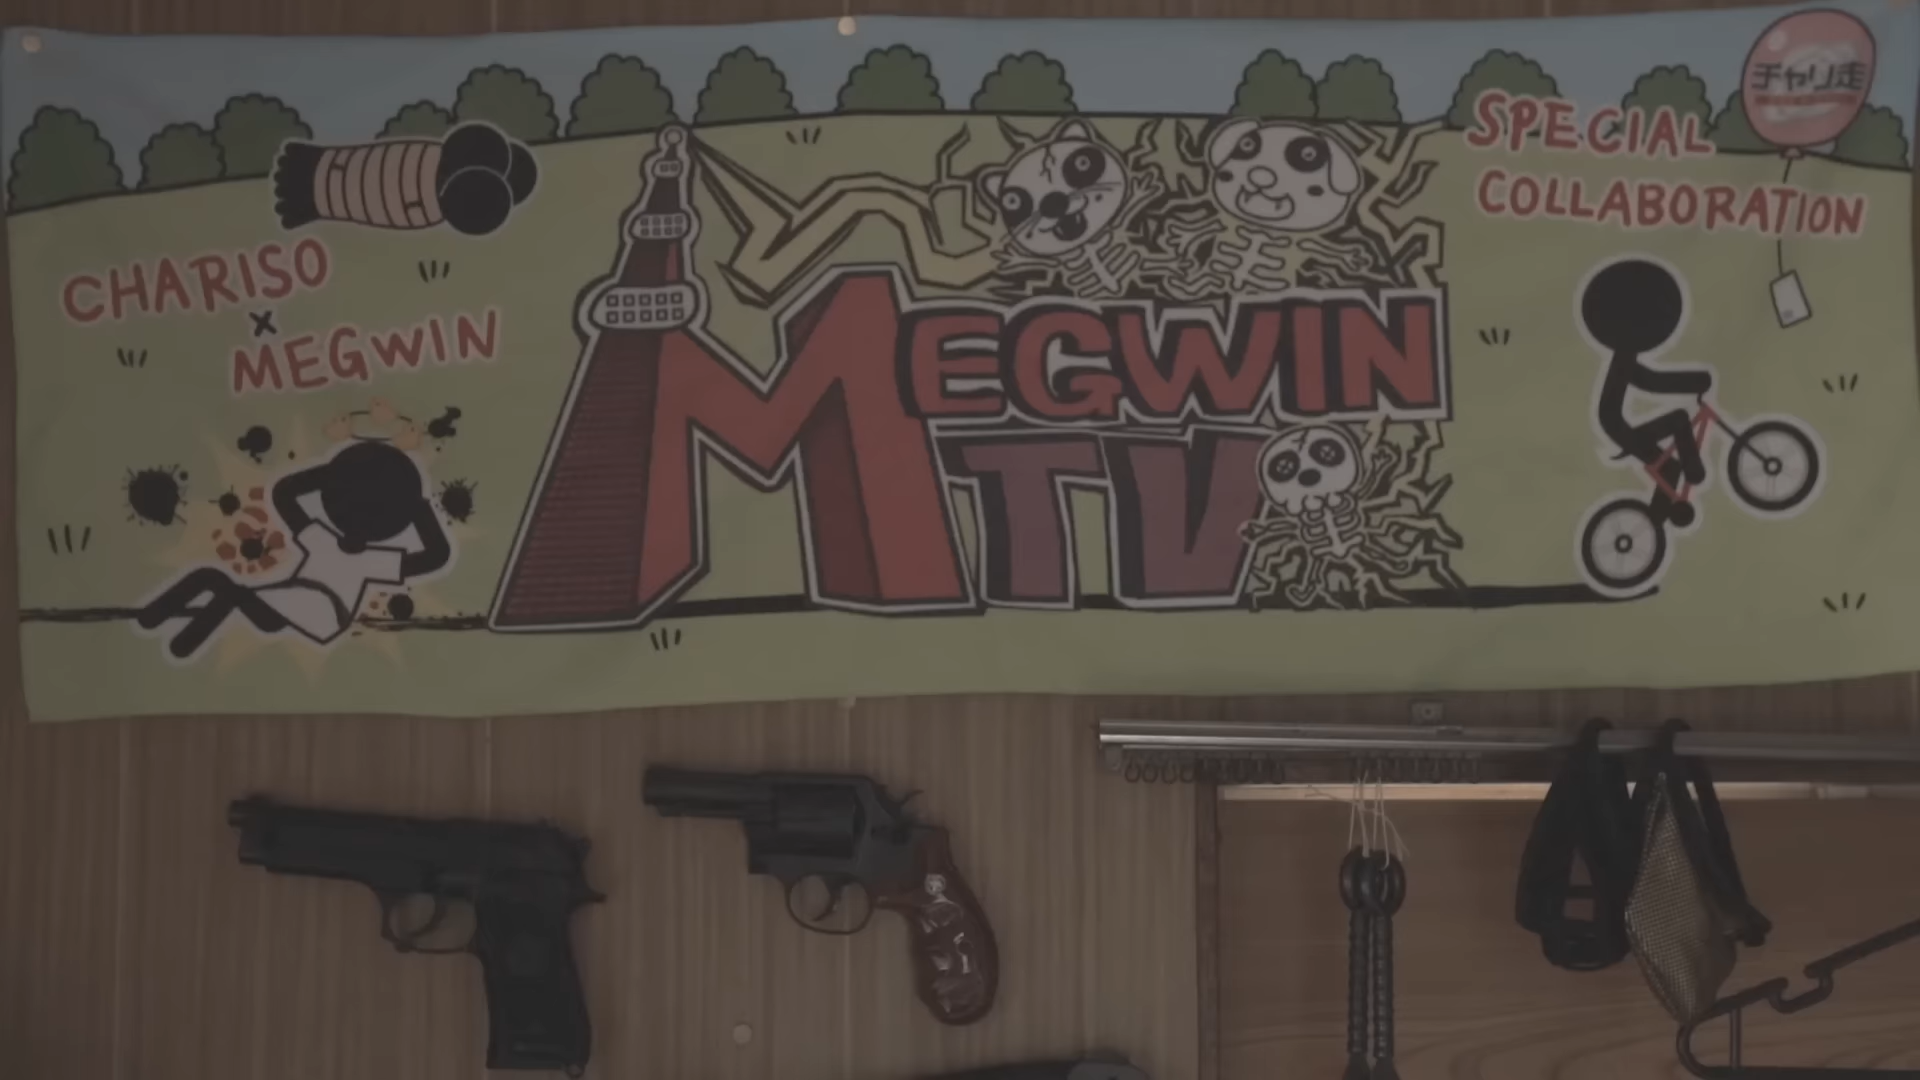 チャリ走
SPECIAL
COLLABORATION
CHARISO
×
MEGWIN
MEGWIN
TV